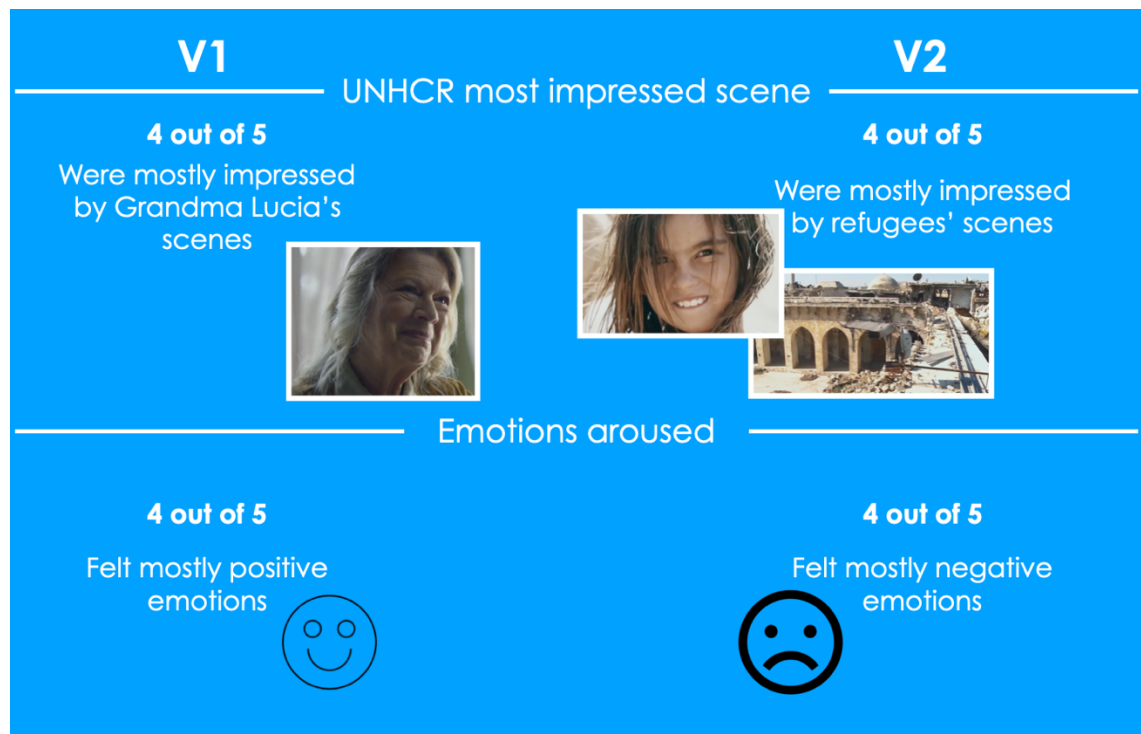 V1
V2
UNHCR most impressed scene
4 out of 5
Were mostly impressed
by Grandma Lucia’s
scenes
4 out of 5
Were mostly impressed
by refugees’ scenes
Emotions aroused
4 out of 5
Felt mostly positive
emotions
4 out of 5
Felt mostly negative
emotions